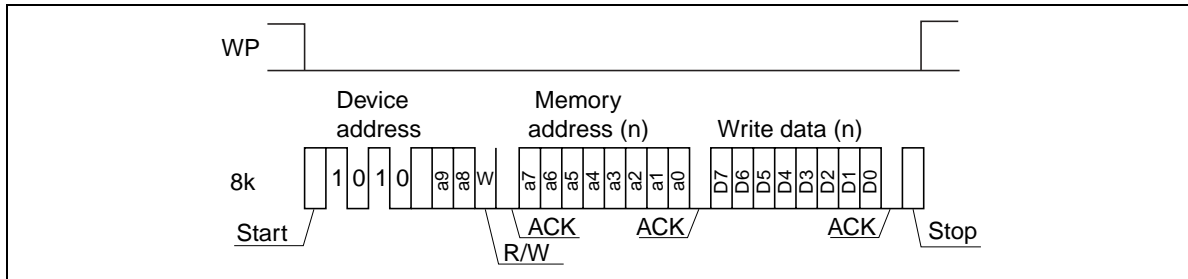 WP
Device
address
Memory
address (n)
Write data (n)
8k
1 0 1 0 a9 a8 W a7 a6 a5 a4 a3 a2 a1 a0 D7 D6 D5 D4 D3 D2 D1 D0
Start
ACK
ACK
ACK
Stop
R/W